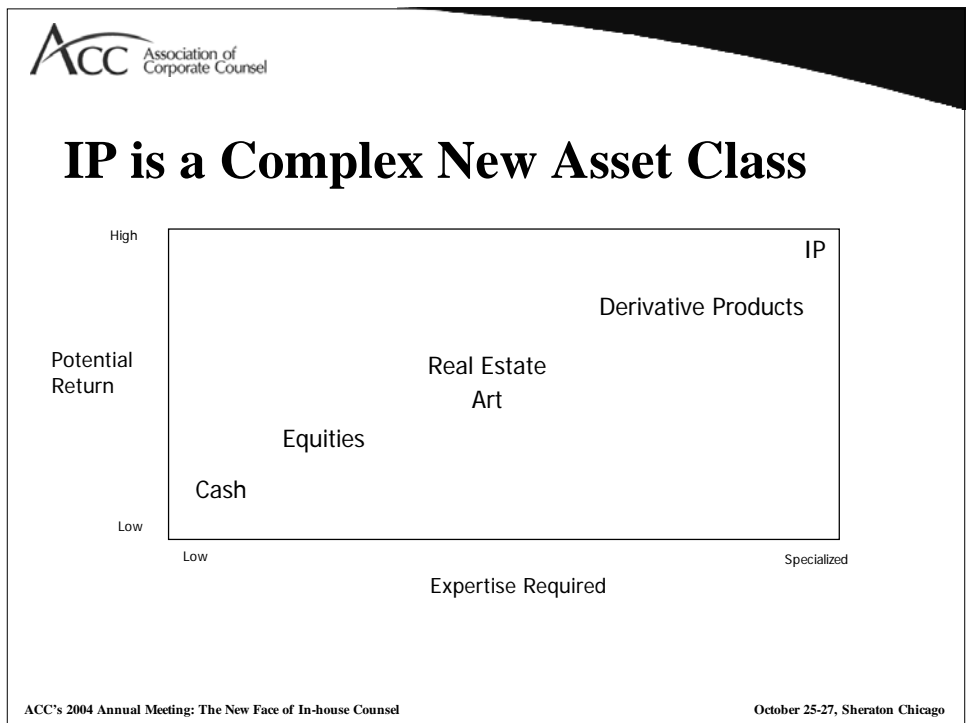 ACC Association of
Corporate Counsel
IP is a Complex New Asset Class
High
IP
Derivative Products
Potential
Return
Real Estate
Art
Equities
Cash
Low
Low
Specialized
Expertise Required
ACC's 2004 Annual Meeting: The New Face of In-house Counsel
October 25-27, Sheraton Chicago